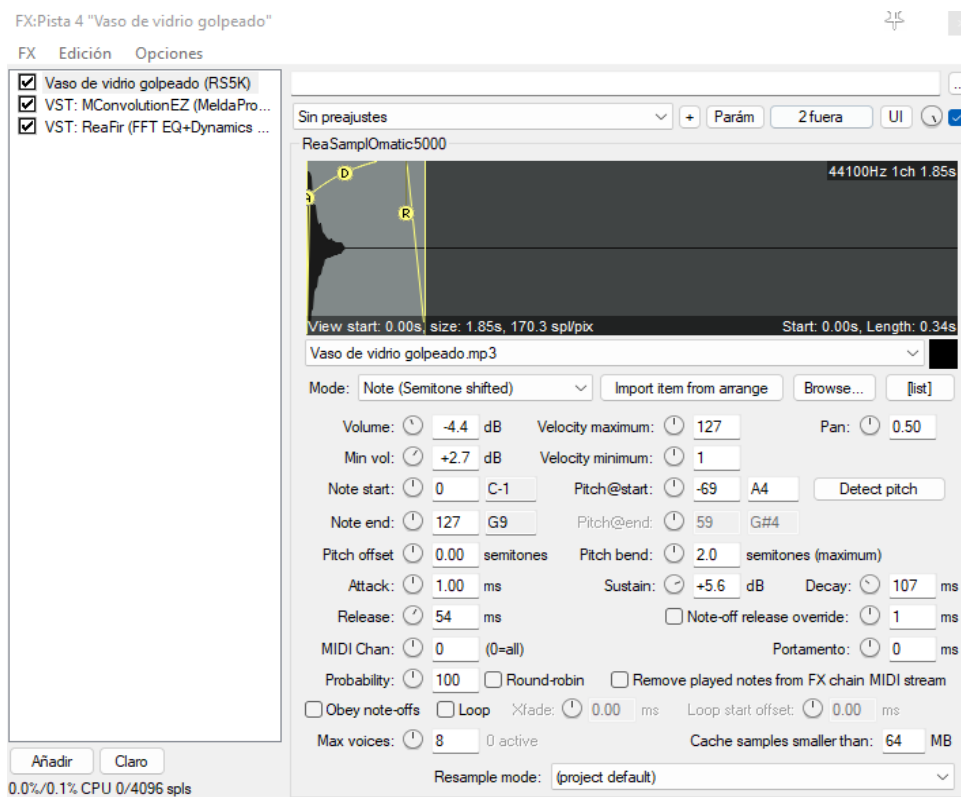 FX:Pista 4 "Vaso de vidrio golpeado"
FX Edición Opciones
Vaso de vidrio golpeado (RS5K)
VST: MConvolutionEZ (MeldaPro...
VST: ReaFir (FFT EQ+Dynamics ...
Añadir Claro
0.0%/0.1% CPU 0/4096 spls
...
Sin preajustes + Parám 2 fuera UI
ReaSamplOmatic5000
44100Hz 1ch 1.85s
A D R
View start: 0.00s, size: 1.85s, 170.3 spl/pix Start: 0.00s, Length: 0.34s
Vaso de vidrio golpeado.mp3
Mode: Note (Semitone shifted) Import item from arrange Browse... [list]
Volume: -4.4 dB Velocity maximum: 127 Pan: 0.50
Min vol: +2.7 dB Velocity minimum: 1
Note start: 0 C-1 Pitch@start: -69 A4 Detect pitch
Note end: 127 G9 Pitch@end: 59 G#4
Pitch offset 0.00 semitones Pitch bend: 2.0 semitones (maximum)
Attack: 1.00 ms Sustain: +5.6 dB Decay: 107 ms
Release: 54 ms Note-off release override: 1 ms
MIDI Chan: 0 (0=all) Portamento: 0 ms
Probability: 100 Round-robin Remove played notes from FX chain MIDI stream
Obey note-offs Loop Xfade: 0.00 ms Loop start offset: 0.00 ms
Max voices: 8 0 active Cache samples smaller than: 64 MB
Resample mode: (project default)